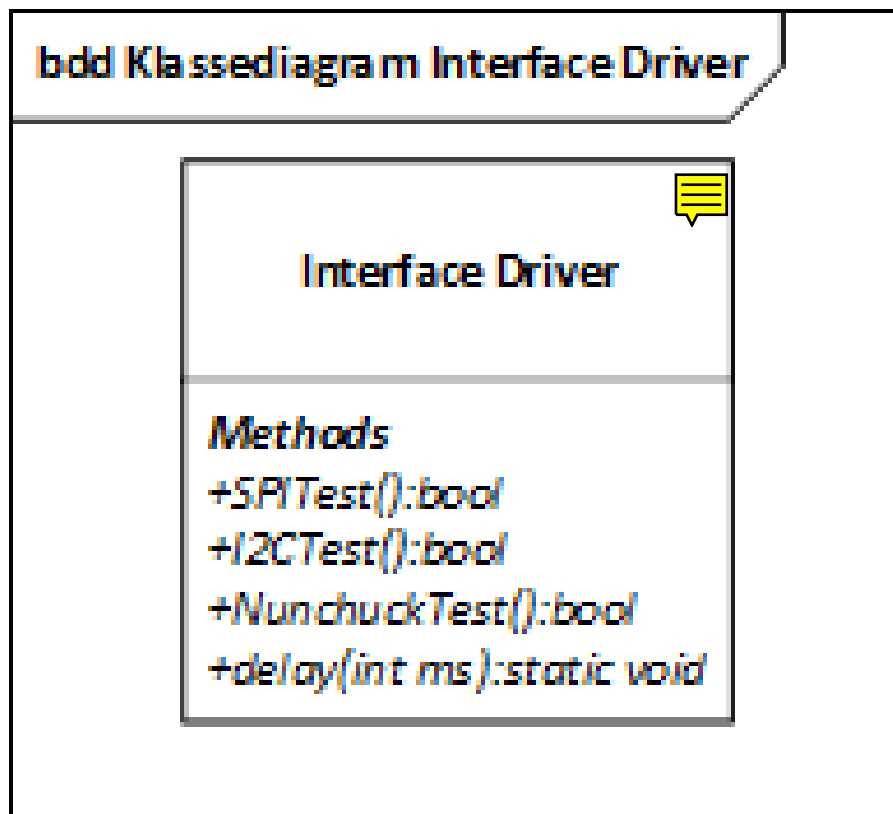 bdd Klassediagram Interface Driver
Interface Driver
Methods
+SPITest():bool
+I2CTest():bool
+NunchuckTest():bool
+delay(int ms):static void